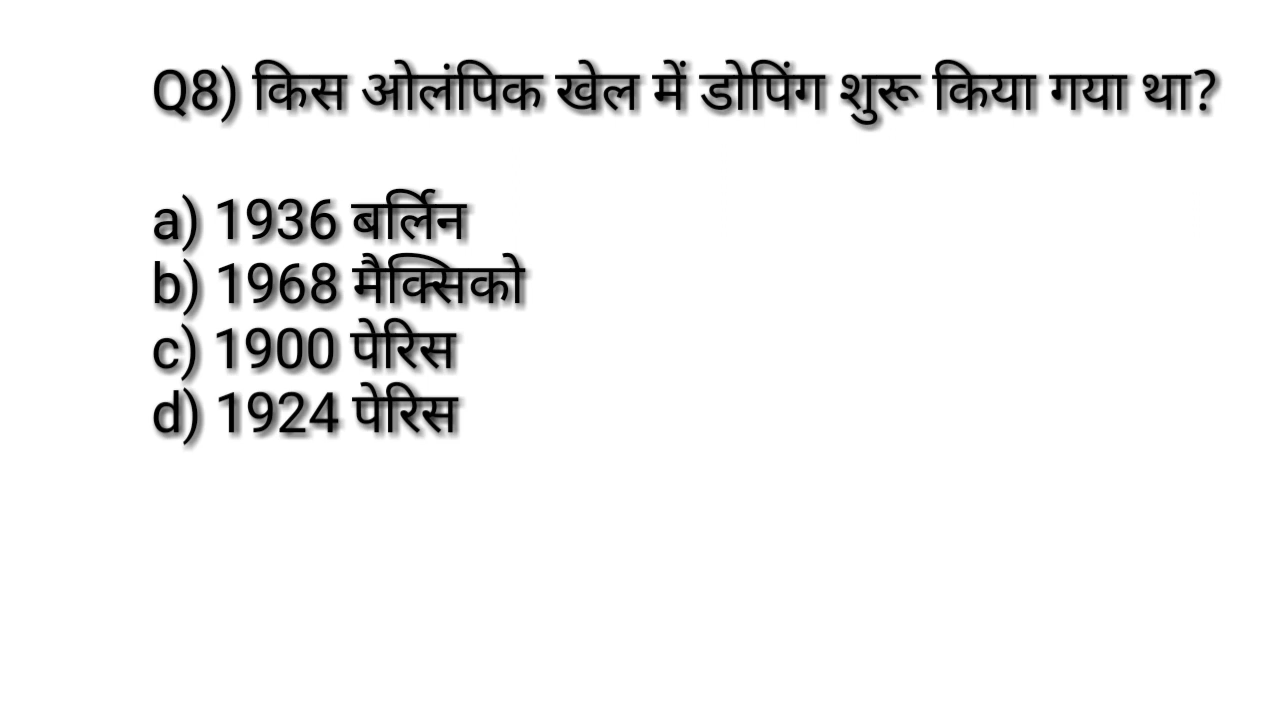 Q8) किस ओलंपिक खेल में डोपिंग शुरू किया गया था?
a) 1936 बर्लिन
b) 1968 मैक्सिको
c) 1900 पेरिस
d) 1924 पेरिस